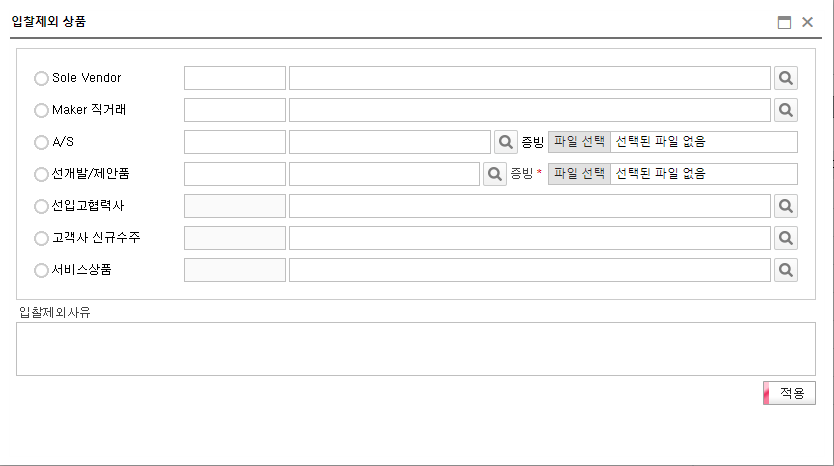 입찰제외 상품
Sole Vendor
Maker 직거래
A/S 증빙 파일 선택 선택된 파일 없음
선개발/제안품 증빙 * 파일 선택 선택된 파일 없음
선입고협력사
고객사 신규수주
서비스상품
입찰제외사유
적용